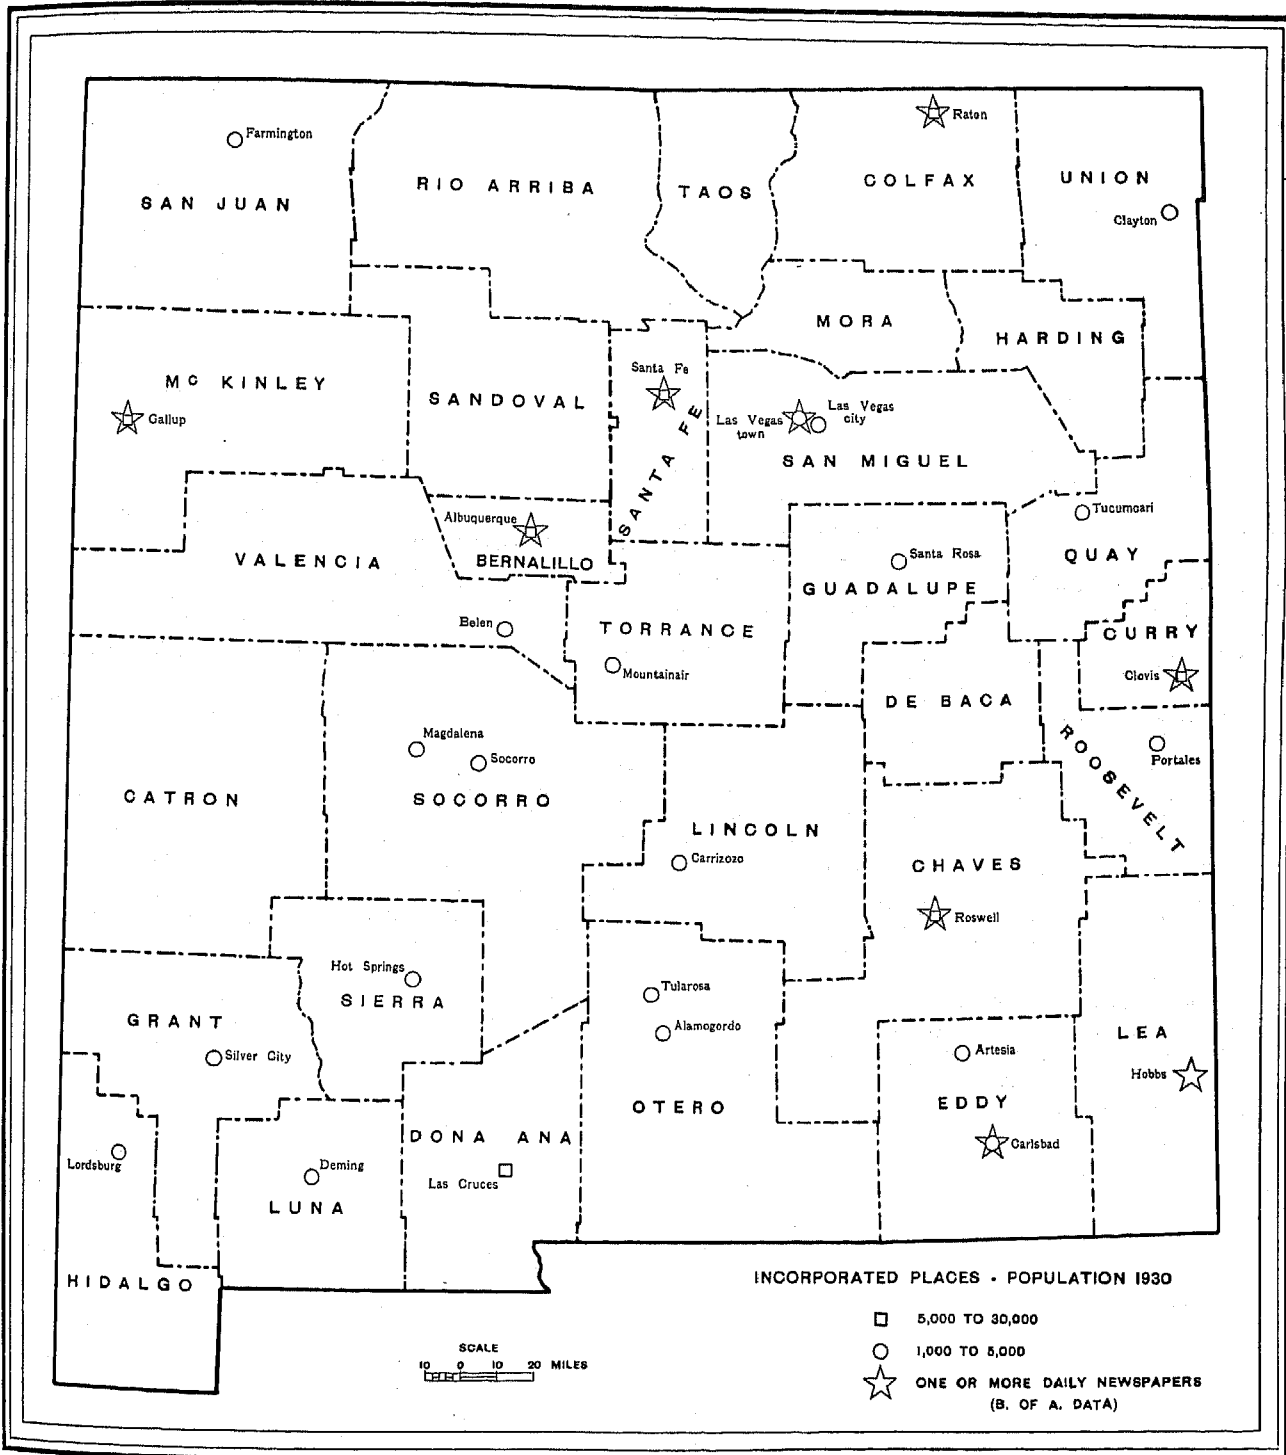 Farmington
SAN JUAN
RIO ARRIBA
TAOS
Raton
COLFAX
UNION
Clayton
MORA
HARDING
Mc KINLEY
Gallup
SANDOVAL
Santa Fe
SANTA FE
Las Vegas
town
Las Vegas
city
SAN MIGUEL
Albuquerque
BERNALILLO
VALENCIA
Belen
TORRANCE
Mountainair
Santa Rosa
GUADALUPE
Tucumcari
QUAY
CURRY
Clovis
DE BACA
ROOSEVELT
Portales
CATRON
Magdalena
Socorro
SOCORRO
LINCOLN
Carrizozo
CHAVES
Roswell
Hot Springs
SIERRA
GRANT
Silver City
Tularosa
Alamogordo
OTERO
Artesia
EDDY
Carlsbad
LEA
Hobbs
Lordsburg
HIDALGO
Deming
LUNA
DONA ANA
Las Cruces
INCORPORATED PLACES - POPULATION 1930
5,000 TO 30,000
1,000 TO 5,000
ONE OR MORE DAILY NEWSPAPERS
(B. OF A. DATA)
SCALE
10 0 10 20 MILES